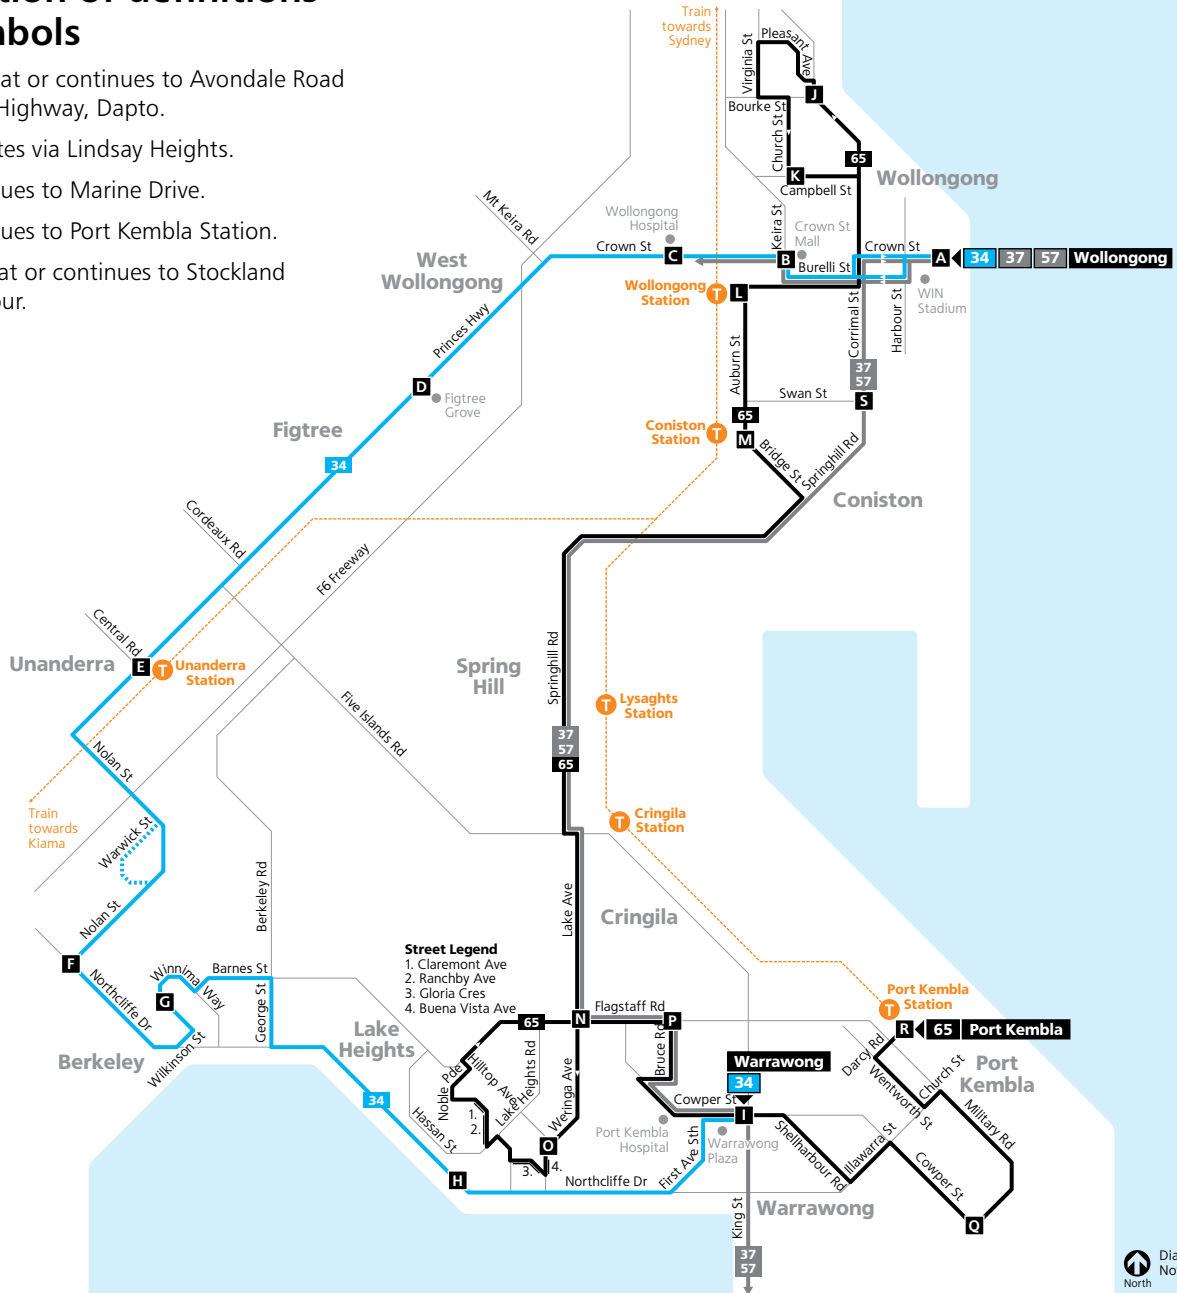 at or continues to Avondale Road
Highway, Dapto.
via Lindsay Heights.
to Marine Drive.
to Port Kembla Station.
at or continues to Stockland
Train
towards
Sydney
Virginia St
Pleasant Ave
J
Bourke St
Church St
65
K
Campbell St
Wollongong
Mt Keira Rd
Wollongong
Hospital
Keira St
Crown St
Mall
Crown St
C
B
Crown St
A
34 37 57 Wollongong
West
Wollongong
Burelli St
Wollongong
Station
T
L
WIN
Stadium
Corrimal St
Harbour St
Princes Hwy
Auburn St
37
57
D
Figtree
Grove
Swan St
S
65
Figtree
Coniston
Station
T
M
34
Bridge St
Springhill Rd
Coniston
Cordeaux Rd
F6 Freeway
Central Rd
Unanderra
E
T
Unanderra
Station
Spring
Hill
Springhill Rd
T
Lysaghts
Station
Five Islands Rd
37
57
65
Nolan St
Train
towards
Kiama
T
Cringila
Station
Warwick St
Berkeley Rd
Lake Ave
Cringila
Nolan St
Street Legend
1. Claremont Ave
2. Ranchby Ave
3. Gloria Cres
4. Buena Vista Ave
F
Northcliffe Dr
Winnima Way
Barnes St
G
George St
Port Kembla
Station
T
Flagstaff Rd
65
N
P
R
65 Port Kembla
Lake
Heights
Berkeley
Wilkinson St
Noble Pde
Hilltop Ave
Lake Heights Rd
Weringa Ave
Bruce Rd
Darcy Rd
Wentworth St
Church St
Port
Kembla
Warrawong
34
34
Hassan St
1.
2.
Cowper St
I
Military Rd
Port Kembla
Hospital
Warrawong
Plaza
First Ave Sth
Shellharbour Rd
Illawarra St
O
3.
4.
H
Northcliffe Dr
Cowper St
King St
Warrawong
Q
37
57
North